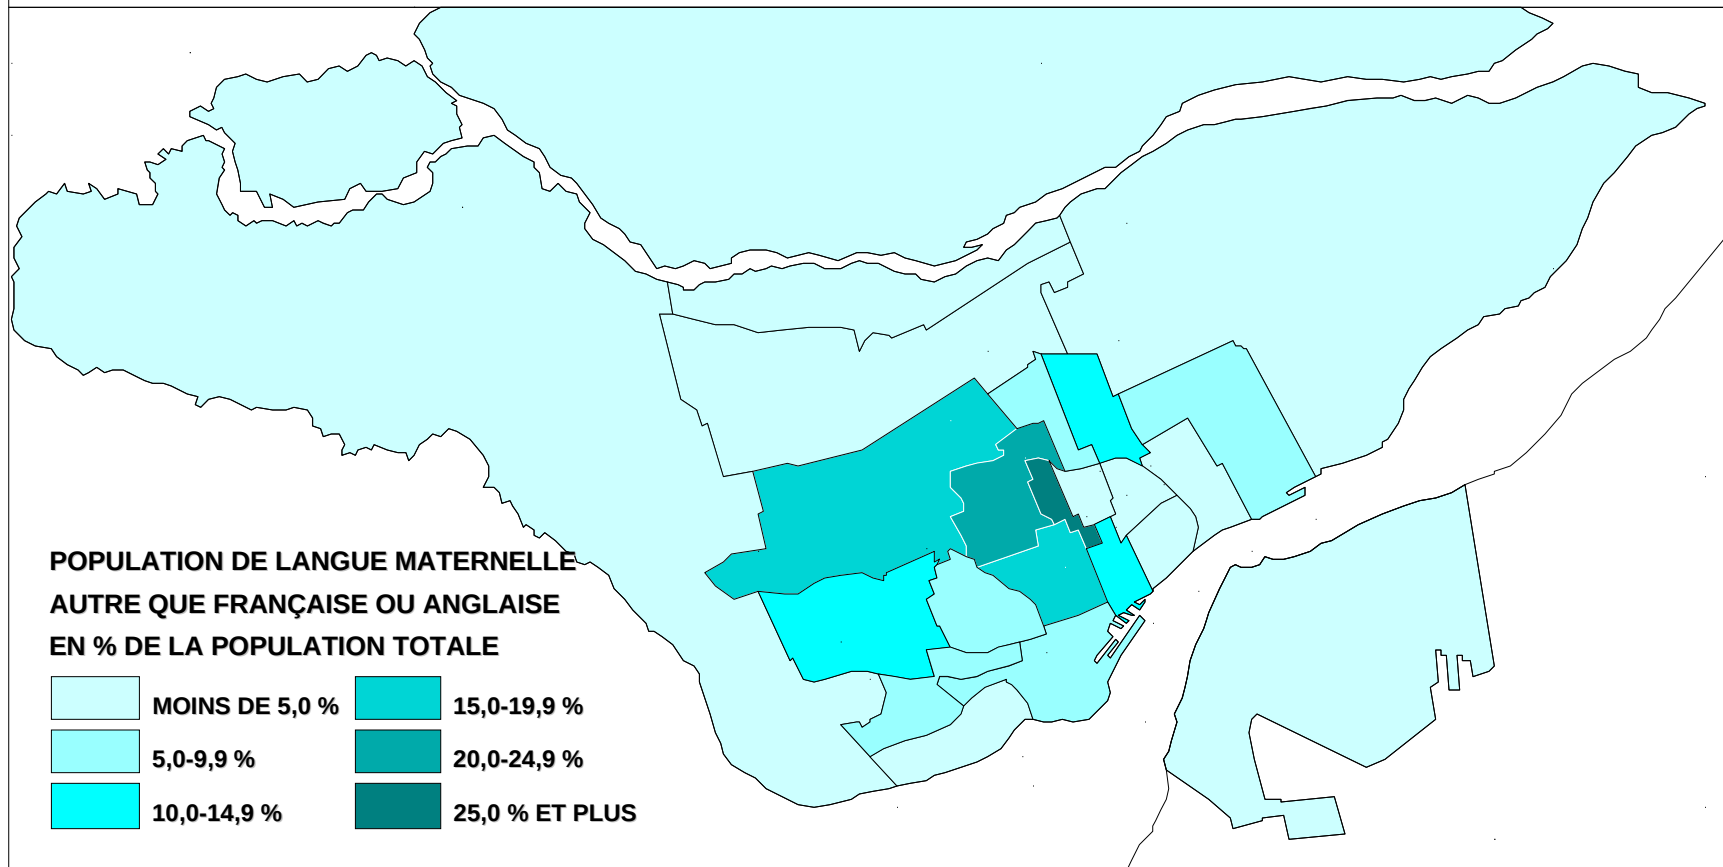 POPULATION DE LANGUE MATERNELLE
AUTRE QUE FRANÇAISE OU ANGLAISE
EN % DE LA POPULATION TOTALE
MOINS DE 5,0 %
5,0-9,9 %
10,0-14,9 %
15,0-19,9 %
20,0-24,9 %
25,0 % ET PLUS